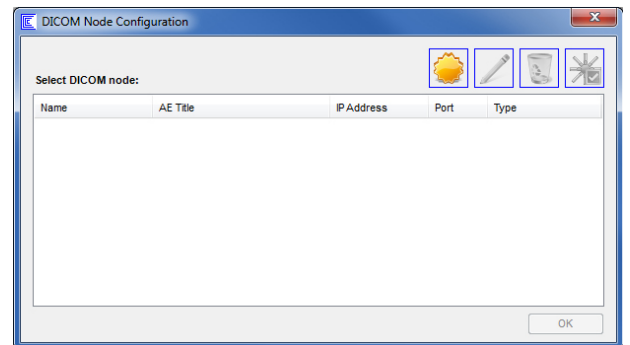 DICOM Node Configuration
Select DICOM node:
Name AE Title IP Address Port Type
OK